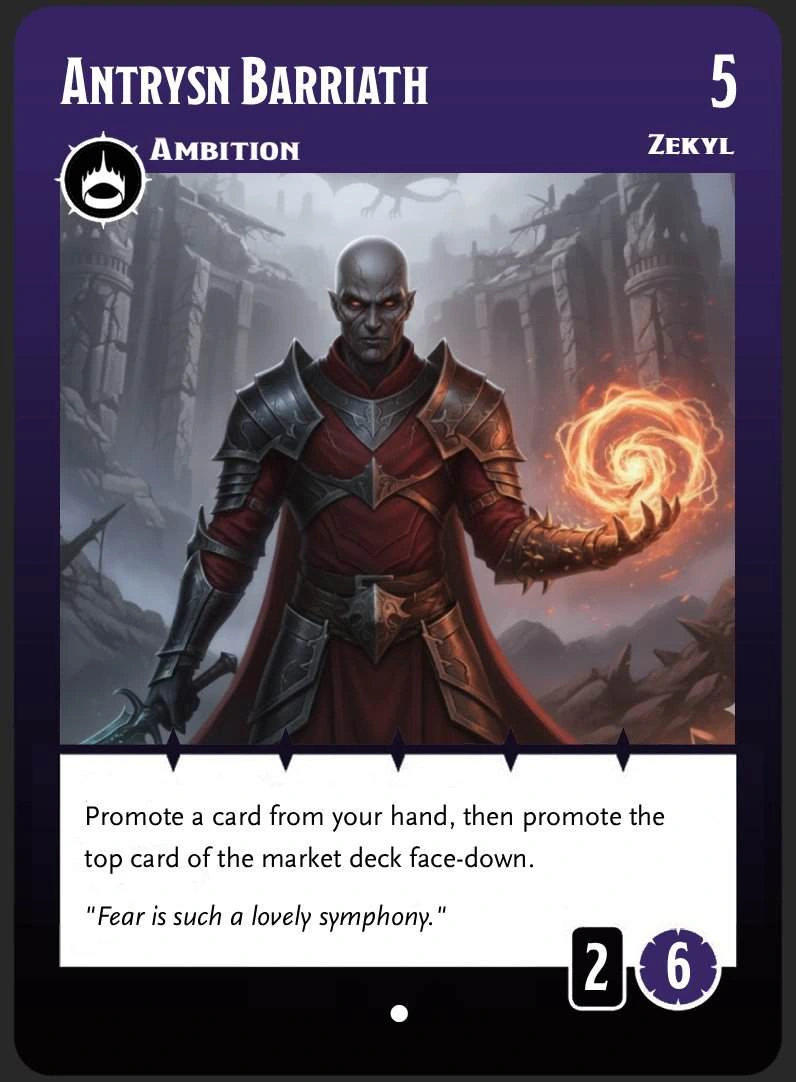 Antrysn Barriath
5
Ambition
Zekyl
Promote a card from your hand, then promote the
top card of the market deck face-down.
"Fear is such a lovely symphony."
2
6